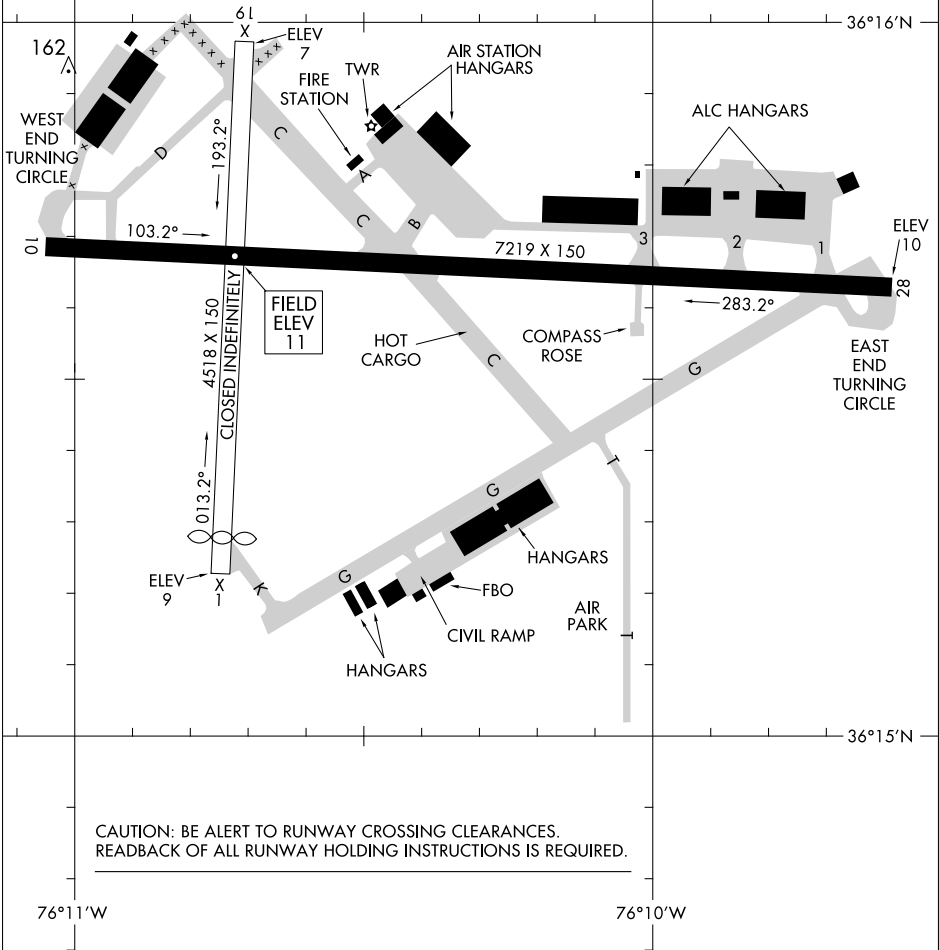 19
X
ELEV
7
36°16'N
162
AIR STATION
HANGARS
TWR
FIRE
STATION
ALC HANGARS
WEST
END
TURNING
CIRCLE
D
C
193.2°
A
C
B
103.2°
10
7219 X 150
3
2
1
ELEV
10
28
283.2°
FIELD
ELEV
11
4518 X 150
CLOSED INDEFINITELY
HOT
CARGO
COMPASS
ROSE
C
G
EAST
END
TURNING
CIRCLE
013.2°
T
G
HANGARS
ELEV
9
X
1
K
G
FBO
CIVIL RAMP
AIR
PARK
T
HANGARS
36°15'N
CAUTION: BE ALERT TO RUNWAY CROSSING CLEARANCES.
READBACK OF ALL RUNWAY HOLDING INSTRUCTIONS IS REQUIRED.
76°11'W
76°10'W